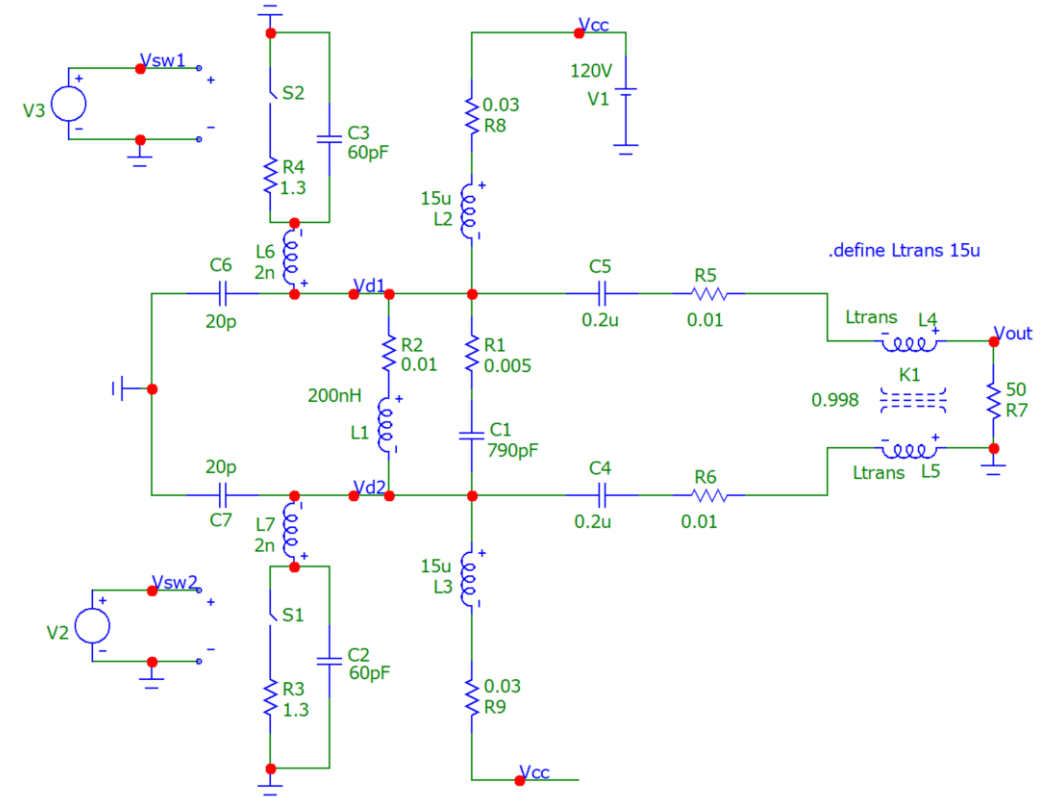 Vcc
Vsw1
+
120V
+
S2
V1
0.03
V3
R8
-
-
C3
60pF
R4
1.3
+
15u
L2
-
-
L6
2n
.define Ltrans 15u
C6
C5
R5
+
Vd1
20p
0.2u
0.01
Ltrans
-
L4
+
Vout
R2
0.01
R1
0.005
K1
200nH
+
0.998
50
R7
L1
-
C1
790pF
-
+
20p
C4
R6
Ltrans
L5
Vd2
C7
-
0.2u
0.01
L7
2n
+
+
15u
L3
Vsw2
+
+
-
S1
V2
-
-
C2
60pF
R3
1.3
0.03
R9
Vcc